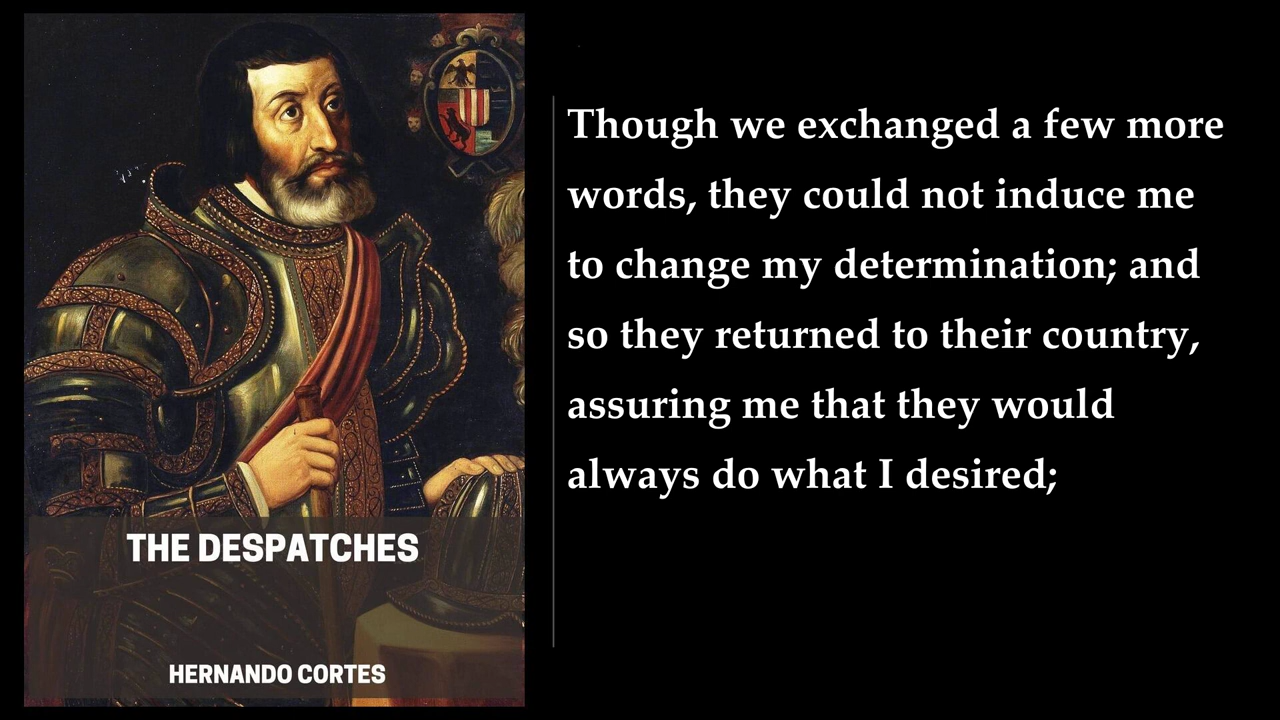 THE DESPATCHES
HERNANDO CORTES
Though we exchanged a few more
words, they could not induce me
to change my determination; and
so they returned to their country,
assuring me that they would
always do what I desired;